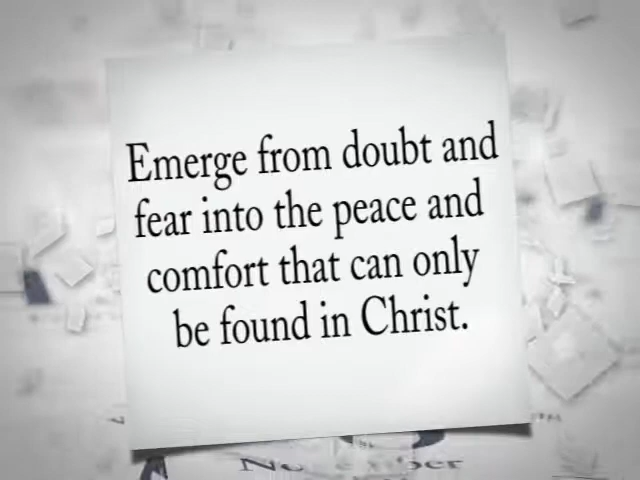 Emerge from doubt and
fear into the peace and
comfort that can only
be found in Christ.